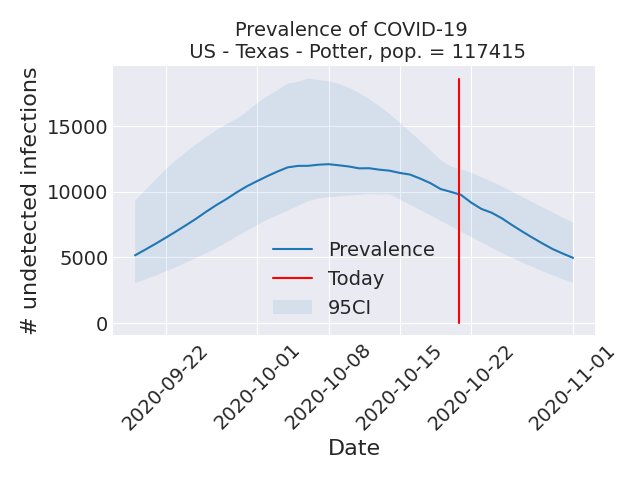 Prevalence of COVID-19
US - Texas - Potter, pop. = 117415
# undetected infections
15000
10000
5000
0
Prevalence
Today
95CI
2020-09-22
2020-10-01
2020-10-08
2020-10-15
2020-10-22
2020-11-01
Date